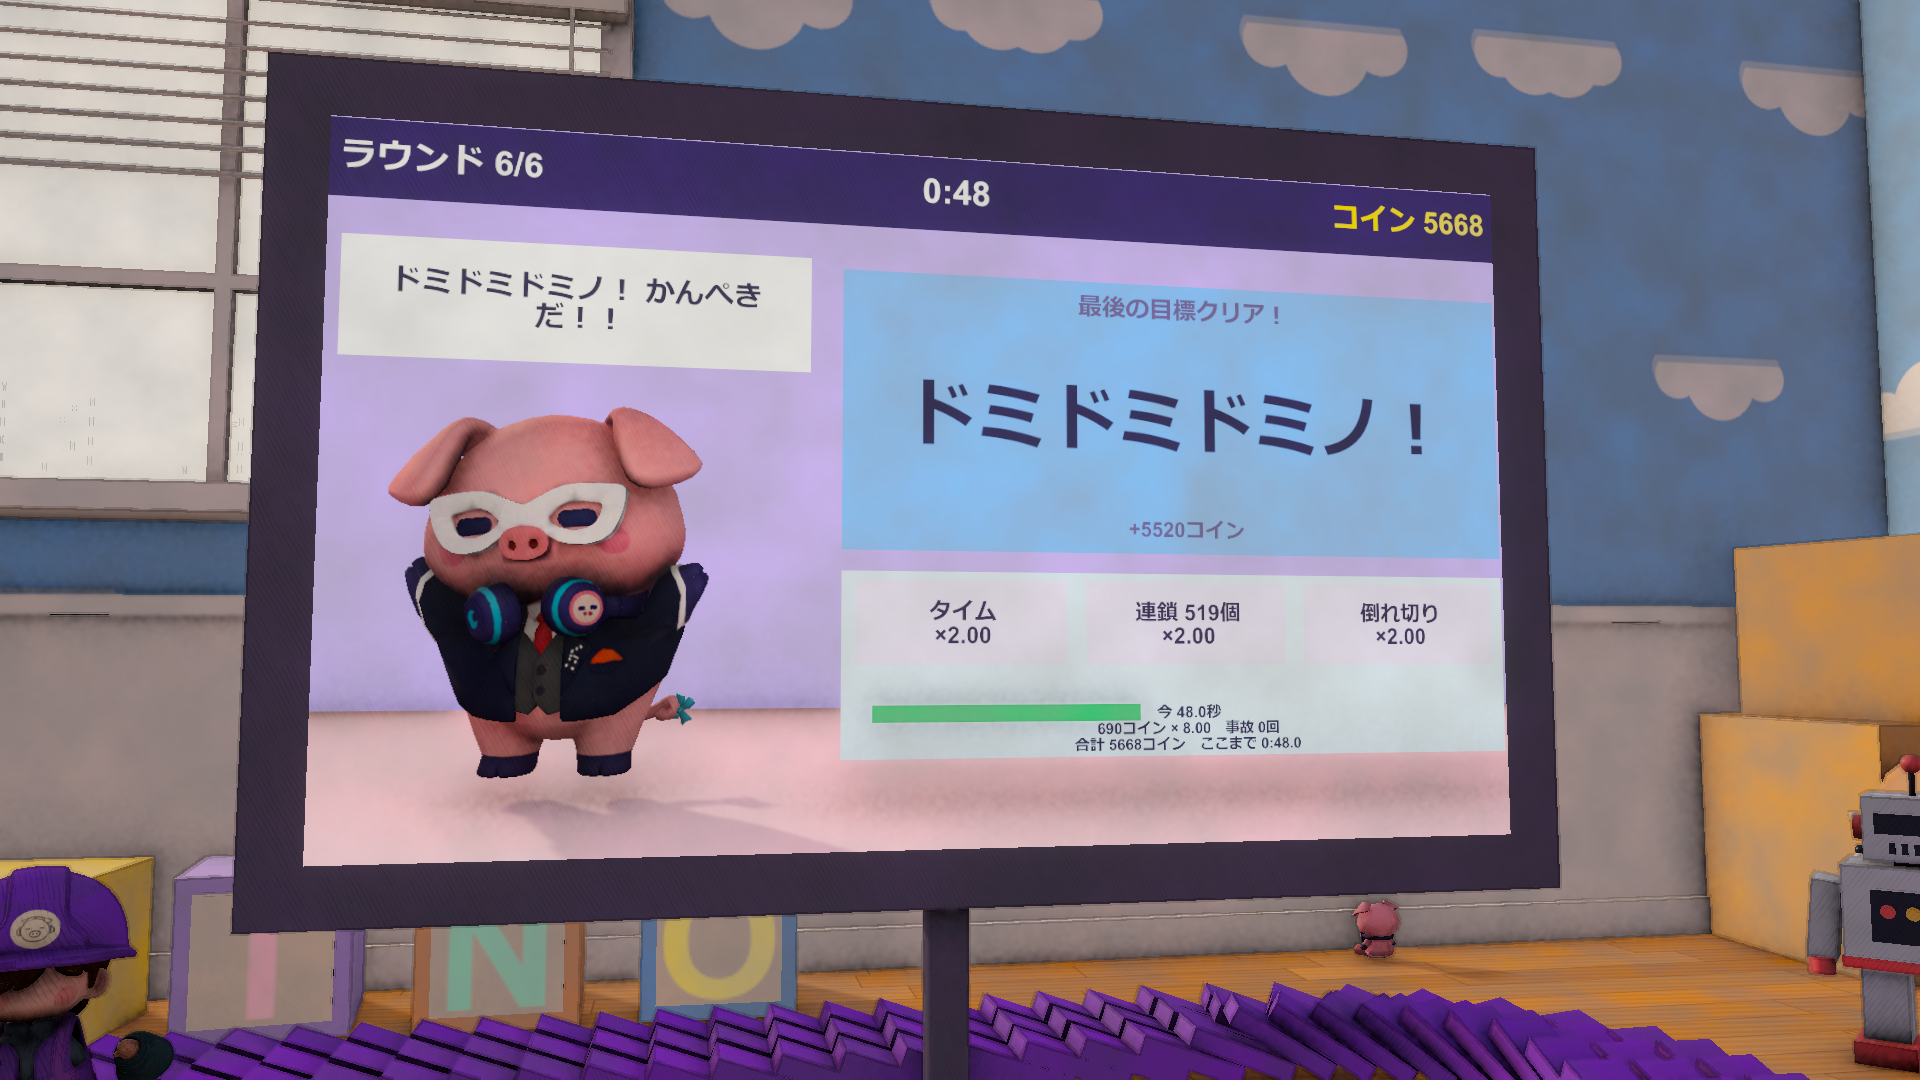 ラウンド 6/6
0:48
コイン 5668
ドミドミドミノ！ かんぺき
だ！！
最後の目標クリア！
ドミドミドミノ！
+5520コイン
タイム
×2.00
連鎖 519個
×2.00
倒れ切り
×2.00
今 48.0秒
690コイン × 8.00 事故 0回
合計 5668コイン ここまで 0:48.0
I
N
O